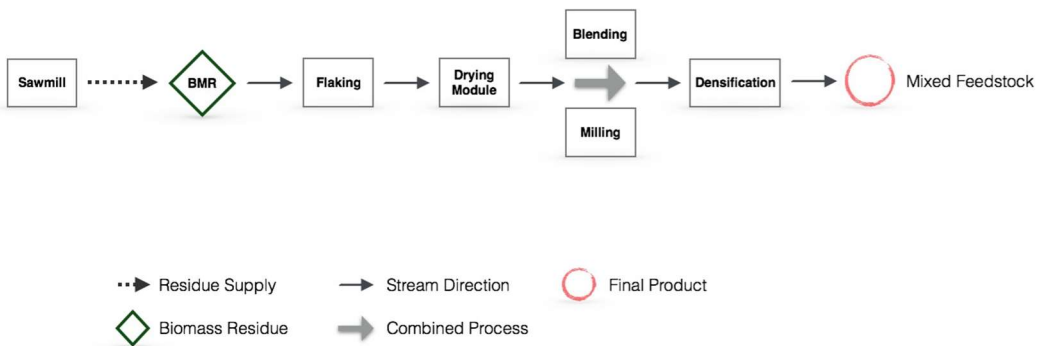 Blending
Sawmill
BMR
Flaking
Drying
Module
Densification
Mixed Feedstock
Milling
Residue Supply
Stream Direction
Final Product
Biomass Residue
Combined Process